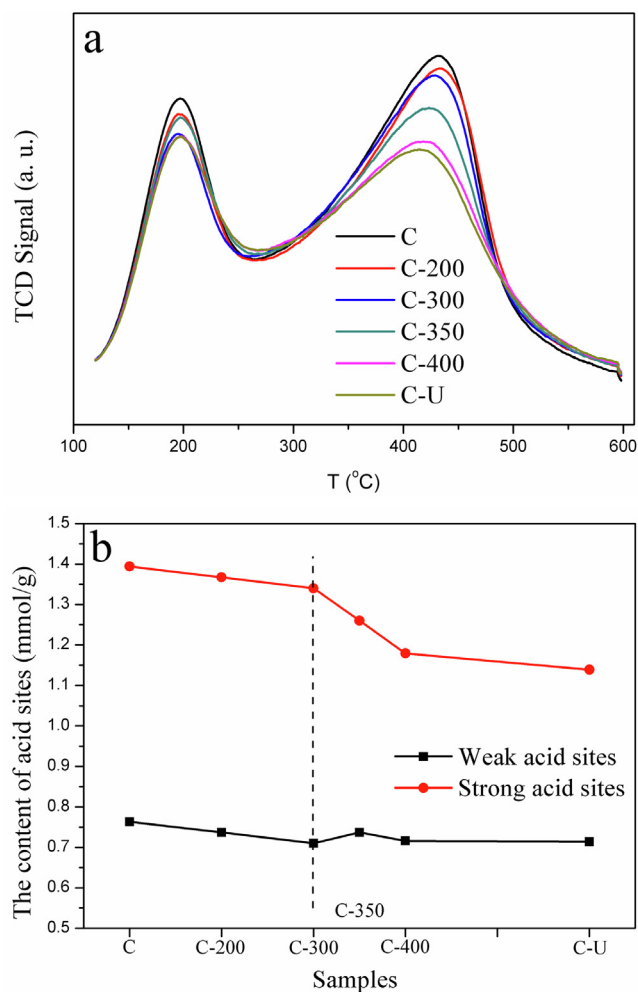 a
TCD Signal (a. u.)
C
C-200
C-300
C-350
C-400
C-U
100 200 300 400 500 600
T (°C)
b
The content of acid sites (mmol/g)
1.5
1.4
1.3
1.2
1.1
1.0
0.9
0.8
0.7
0.6
0.5
Weak acid sites
Strong acid sites
C-350
C C-200 C-300 C-400 C-U
Samples